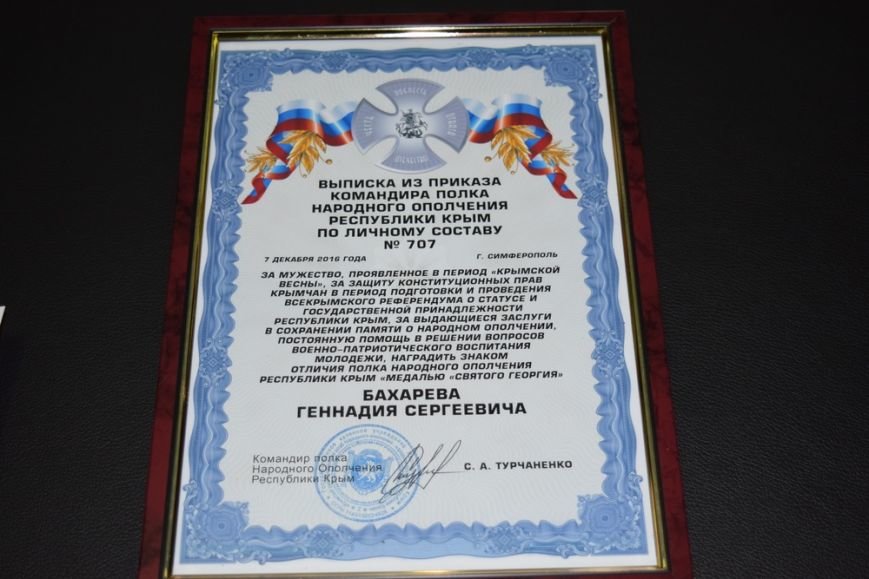 ДОБЛЕСТЬ
ОТЕЧЕСТВО
ВЫПИСКА ИЗ ПРИКАЗА
КОМАНДИРА ПОЛКА
НАРОДНОГО ОПОЛЧЕНИЯ
РЕСПУБЛИКИ КРЫМ
ПО ЛИЧНОМУ СОСТАВУ
№ 707
7 ДЕКАБРЯ 2016 ГОДА Г. СИМФЕРОПОЛЬ
ЗА МУЖЕСТВО, ПРОЯВЛЕННОЕ В ПЕРИОД «КРЫМСКОЙ
ВЕСНЫ», ЗА ЗАЩИТУ КОНСТИТУЦИОННЫХ ПРАВ
КРЫМЧАН В ПЕРИОД ПОДГОТОВКИ И ПРОВЕДЕНИЯ
ВСЕКРЫМСКОГО РЕФЕРЕНДУМА О СТАТУСЕ И
ГОСУДАРСТВЕННОЙ ПРИНАДЛЕЖНОСТИ
РЕСПУБЛИКИ КРЫМ, ЗА ВЫДАЮЩИЕСЯ ЗАСЛУГИ
В СОХРАНЕНИИ ПАМЯТИ О НАРОДНОМ ОПОЛЧЕНИИ,
ПОСТОЯННУЮ ПОМОЩЬ В РЕШЕНИИ ВОПРОСОВ
ВОЕННО-ПАТРИОТИЧЕСКОГО ВОСПИТАНИЯ
МОЛОДЕЖИ, НАГРАДИТЬ ЗНАКОМ
ОТЛИЧИЯ ПОЛКА НАРОДНОГО ОПОЛЧЕНИЯ
РЕСПУБЛИКИ КРЫМ «МЕДАЛЬЮ «СВЯТОГО ГЕОРГИЯ»
БАХАРЕВА
ГЕННАДИЯ СЕРГЕЕВИЧА
Командир полка
Народного Ополчения
Республики Крым
С. А. ТУРЧАНЕНКО